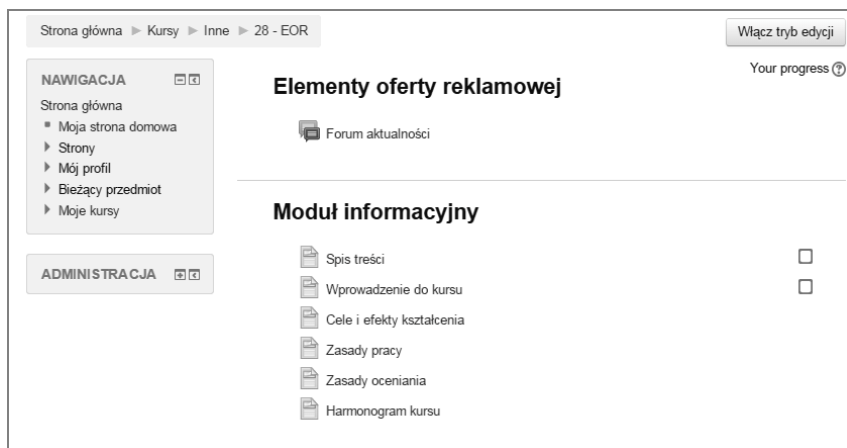 Strona główna ▶ Kursy ▶ Inne ▶ 28 - EOR
Włącz tryb edycji
Your progress
NAWIGACJA
Strona główna
Moja strona domowa
Strony
Mój profil
Bieżący przedmiot
Moje kursy
ADMINISTRACJA
Elementy oferty reklamowej
Forum aktualności
Moduł informacyjny
Spis treści
Wprowadzenie do kursu
Cele i efekty kształcenia
Zasady pracy
Zasady oceniania
Harmonogram kursu